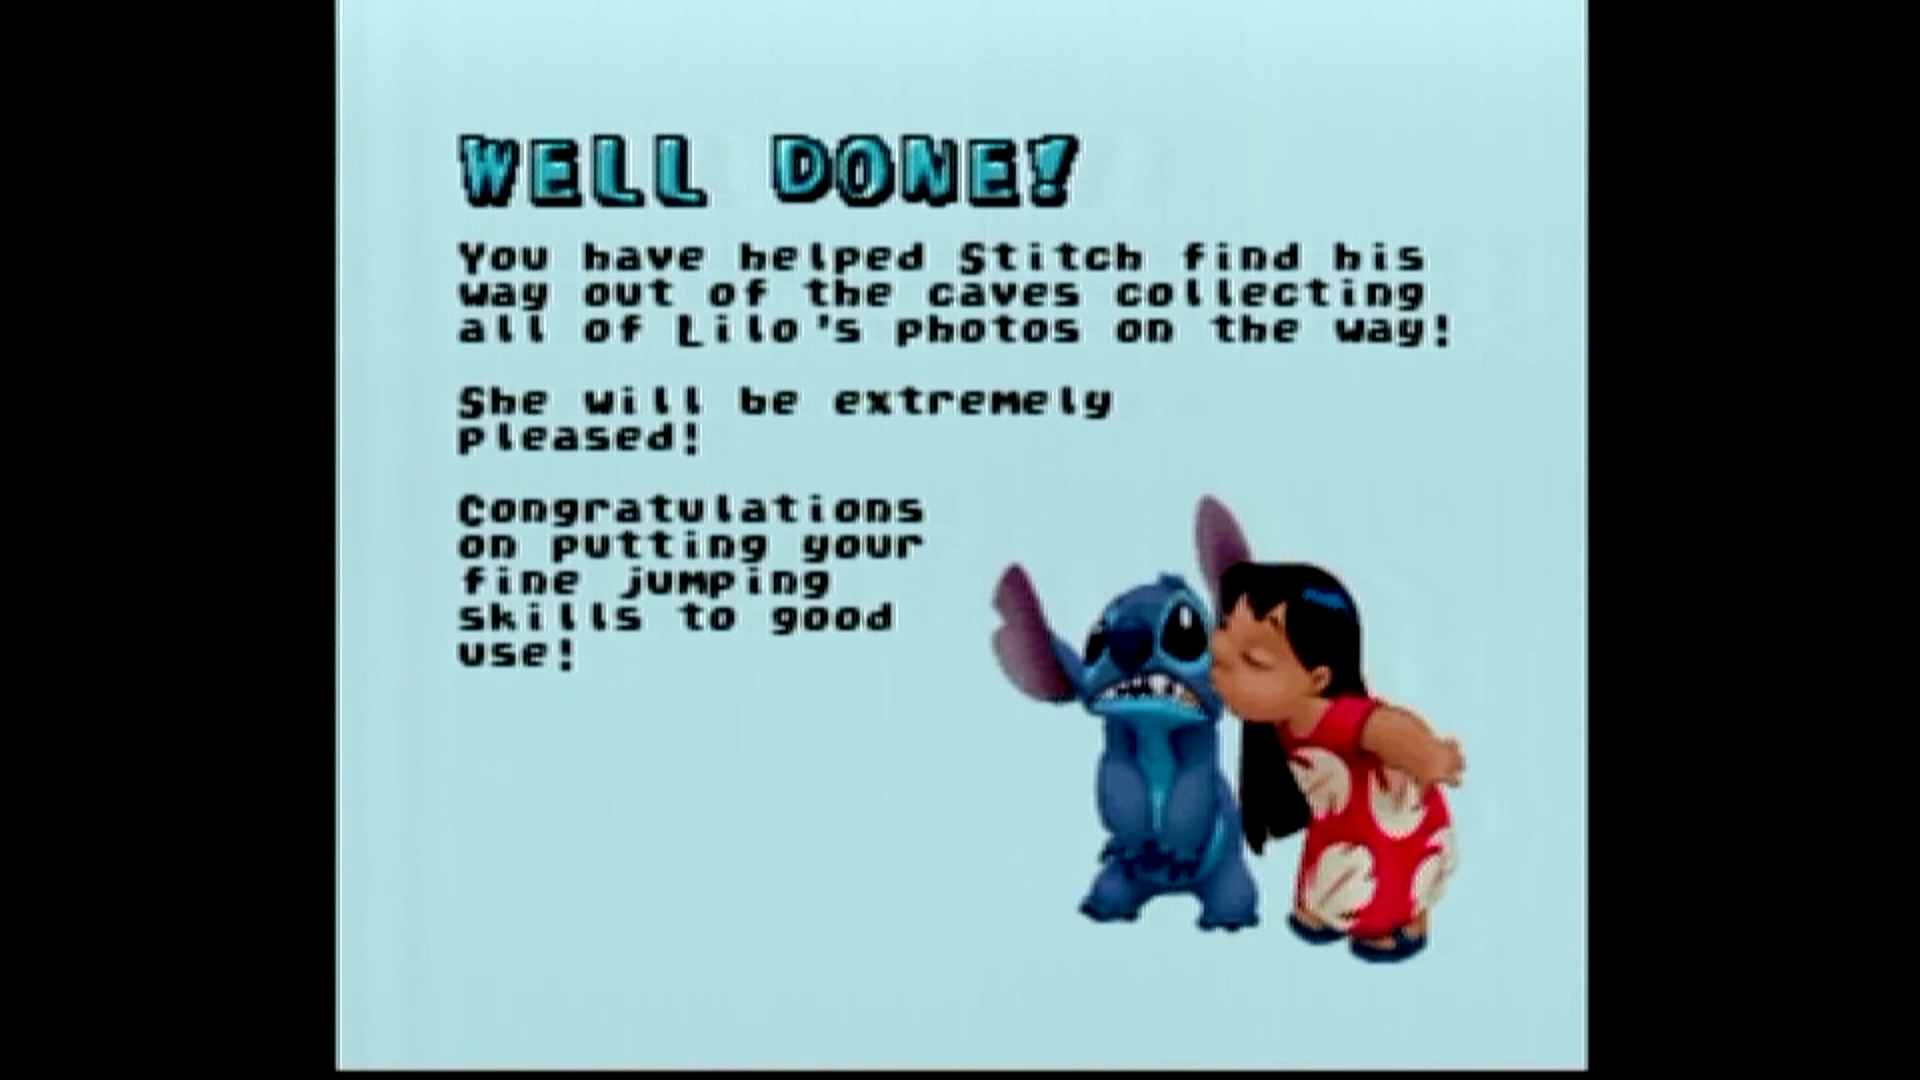 WELL DONE!
You have helped Stitch find his
way out of the caves collecting
all of Lilo's photos on the way!
She will be extremely
pleased!
Congratulations
on putting your
fine jumping
skills to good
use!